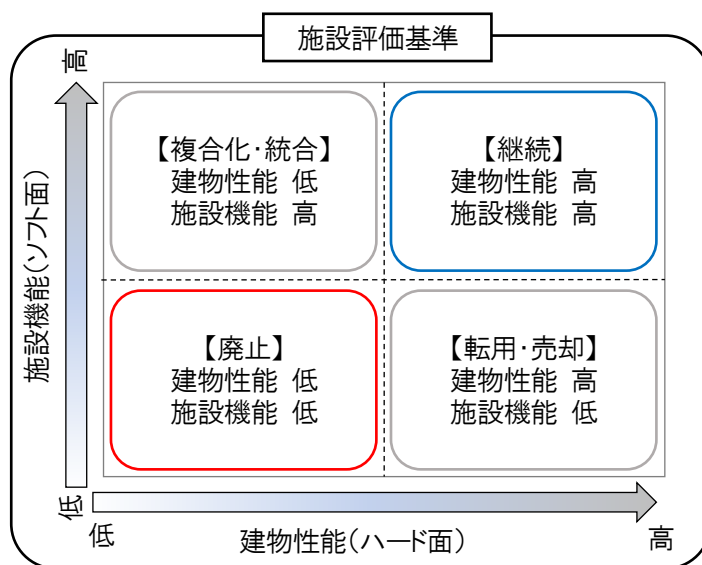 施設評価基準
高
施設機能(ソフト面)
低
【複合化・統合】
建物性能 低
施設機能 高
【継続】
建物性能 高
施設機能 高
【廃止】
建物性能 低
施設機能 低
【転用・売却】
建物性能 高
施設機能 低
低
建物性能(ハード面)
高